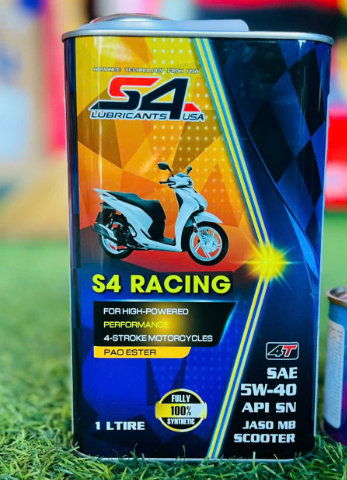 ADVANCE TECHNOLOGY FROM USA
S4
LUBRICANTS USA
S4 RACING
FOR HIGH-POWERED
PERFORMANCE
4-STROKE MOTORCYCLES
PAO ESTER
4T
SAE
5W-40
API SN
JASO MB
SCOOTER
FULLY
100%
SYNTHETIC
1 LTIRE